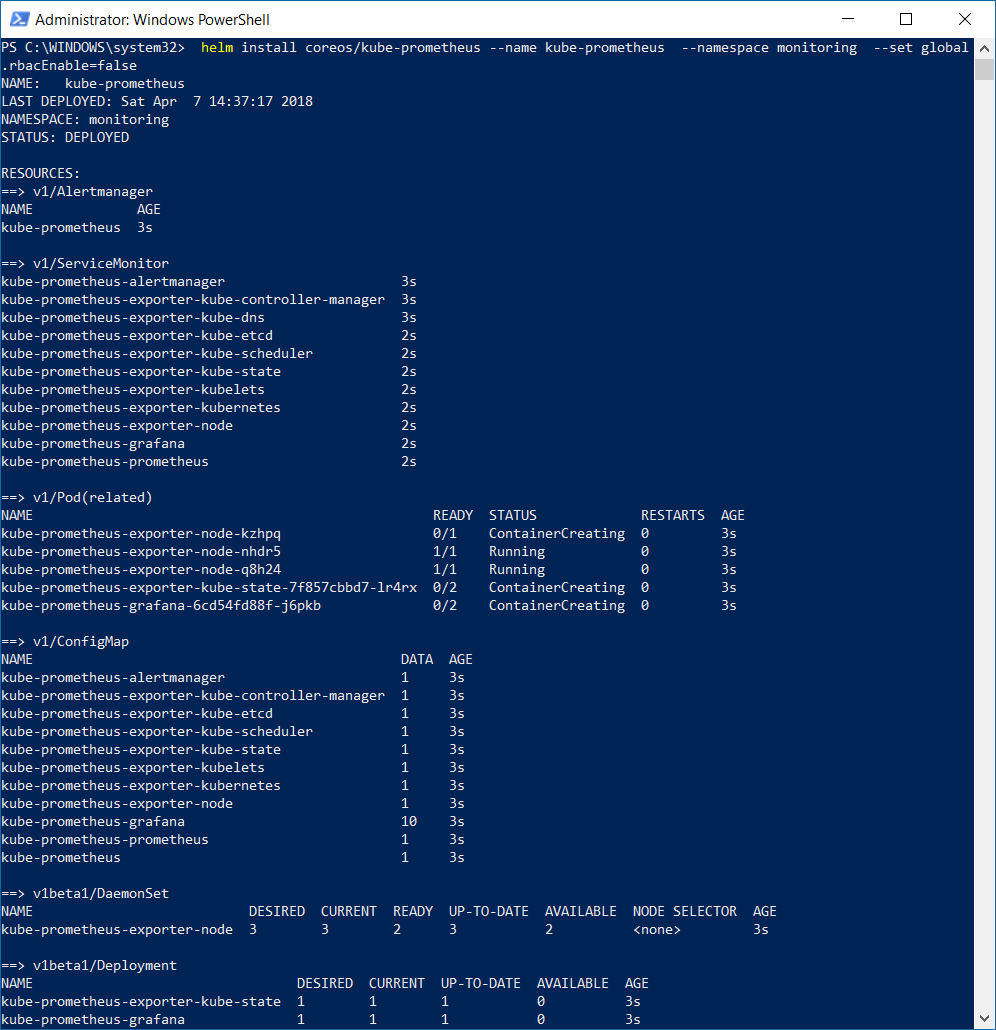 Administrator: Windows PowerShell
PS C:\WINDOWS\system32>  helm install coreos/kube-prometheus --name kube-prometheus  --namespace monitoring  --set global
.rbacEnable=false
NAME:   kube-prometheus
LAST DEPLOYED: Sat Apr  7 14:37:17 2018
NAMESPACE: monitoring
STATUS: DEPLOYED
RESOURCES:
==> v1/Alertmanager
NAME             AGE
kube-prometheus  3s
==> v1/ServiceMonitor
kube-prometheus-alertmanager                      3s
kube-prometheus-exporter-kube-controller-manager  3s
kube-prometheus-exporter-kube-dns                 3s
kube-prometheus-exporter-kube-etcd                2s
kube-prometheus-exporter-kube-scheduler           2s
kube-prometheus-exporter-kube-state               2s
kube-prometheus-exporter-kubelets                 2s
kube-prometheus-exporter-kubernetes               2s
kube-prometheus-exporter-node                     2s
kube-prometheus-grafana                           2s
kube-prometheus-prometheus                        2s
==> v1/Pod(related)
NAME                                                  READY  STATUS             RESTARTS  AGE
kube-prometheus-exporter-node-kzhpq                   0/1    ContainerCreating  0         3s
kube-prometheus-exporter-node-nhdr5                   1/1    Running            0         3s
kube-prometheus-exporter-node-q8h24                   1/1    Running            0         3s
kube-prometheus-exporter-kube-state-7f857cbbd7-lr4rx  0/2    ContainerCreating  0         3s
kube-prometheus-grafana-6cd54fd88f-j6pkb              0/2    ContainerCreating  0         3s
==> v1/ConfigMap
NAME                                              DATA  AGE
kube-prometheus-alertmanager                      1     3s
kube-prometheus-exporter-kube-controller-manager  1     3s
kube-prometheus-exporter-kube-etcd                1     3s
kube-prometheus-exporter-kube-scheduler           1     3s
kube-prometheus-exporter-kube-state               1     3s
kube-prometheus-exporter-kubelets                 1     3s
kube-prometheus-exporter-kubernetes               1     3s
kube-prometheus-exporter-node                     1     3s
kube-prometheus-grafana                           10    3s
kube-prometheus-prometheus                        1     3s
kube-prometheus                                   1     3s
==> v1beta1/DaemonSet
NAME                           DESIRED  CURRENT  READY  UP-TO-DATE  AVAILABLE  NODE SELECTOR  AGE
kube-prometheus-exporter-node  3        3        2      3           2          <none>         3s
==> v1beta1/Deployment
NAME                                 DESIRED  CURRENT  UP-TO-DATE  AVAILABLE  AGE
kube-prometheus-exporter-kube-state  1        1        1           0          3s
kube-prometheus-grafana              1        1        1           0          3s